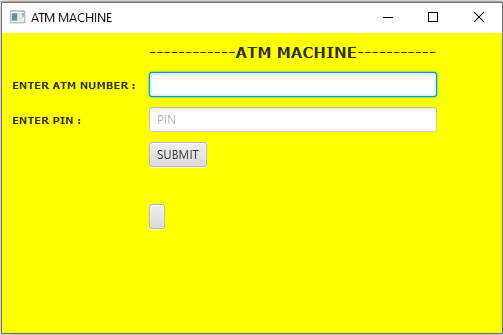 ATM MACHINE
------------ATM MACHINE-----------
ENTER ATM NUMBER :
ENTER PIN :
PIN
SUBMIT